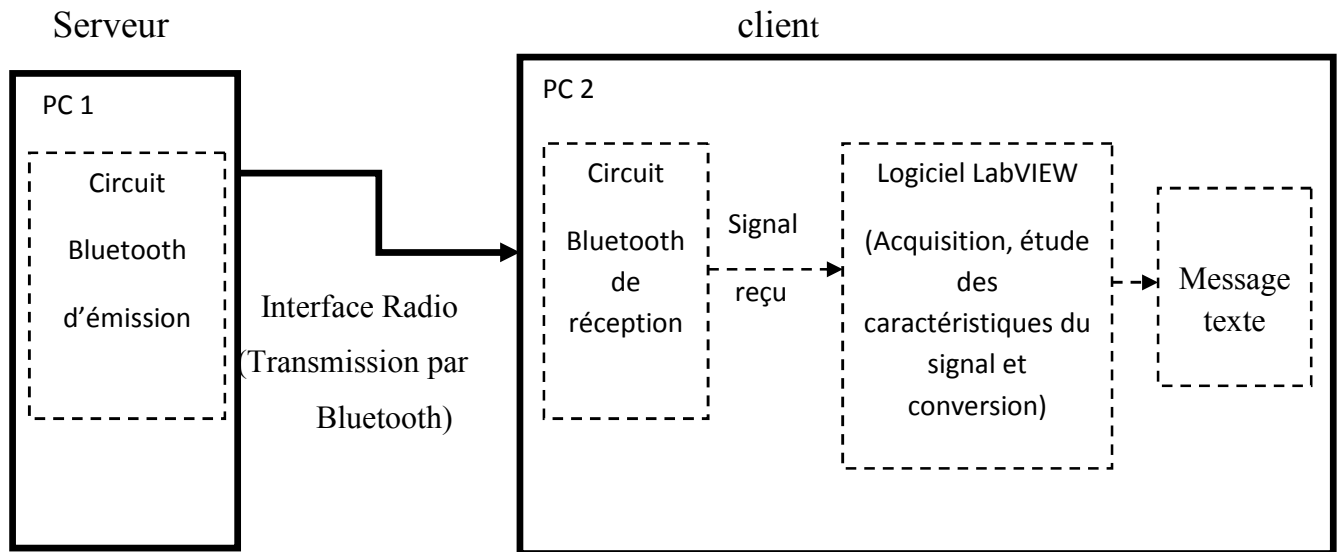 Serveur
client
PC 1
Circuit
Bluetooth
d’émission
Interface Radio
(Transmission par
Bluetooth)
PC 2
Circuit
Bluetooth
de
réception
Signal
reçu
Logiciel LabVIEW
(Acquisition, étude
des
caractéristiques du
signal et
conversion)
Message
texte